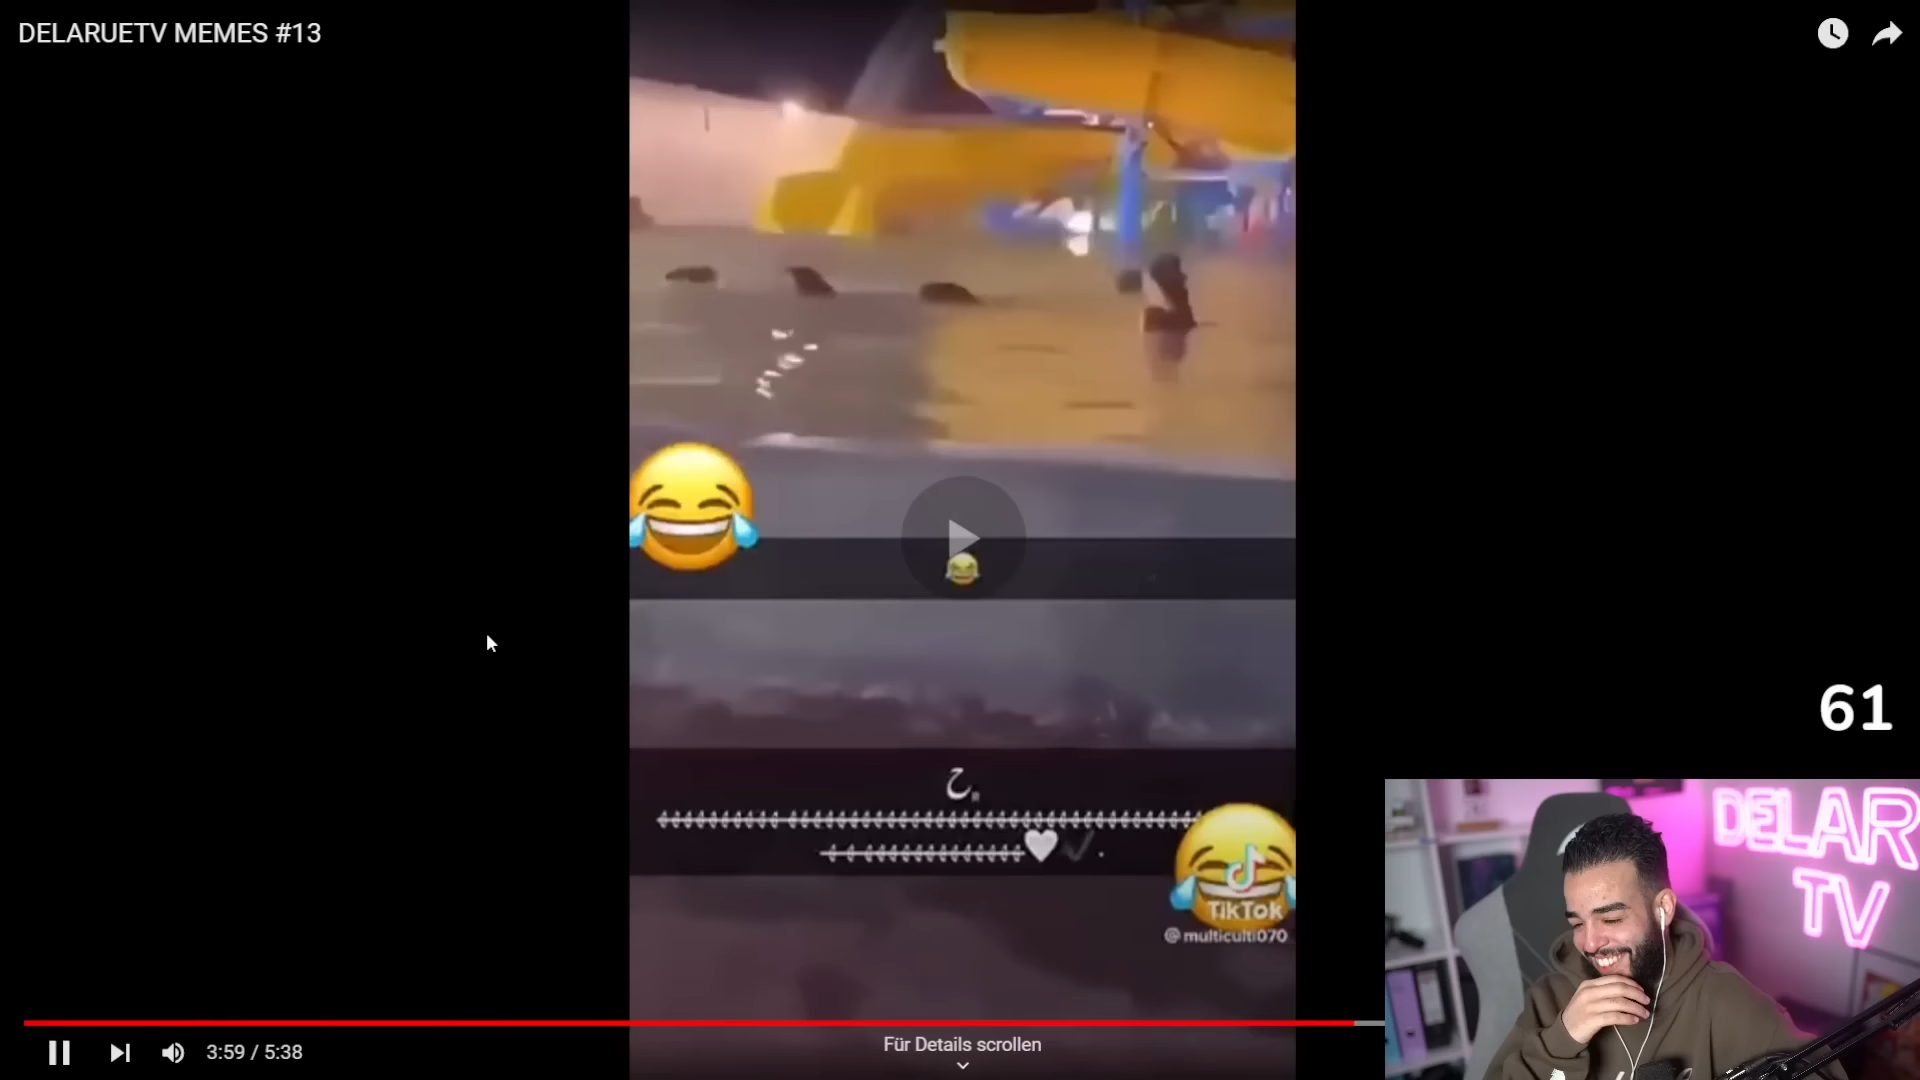 DELARUETV MEMES #13
61
ح
TikTok
@multiculti070
DELAR
TV
Für Details scrollen
3:59 / 5:38